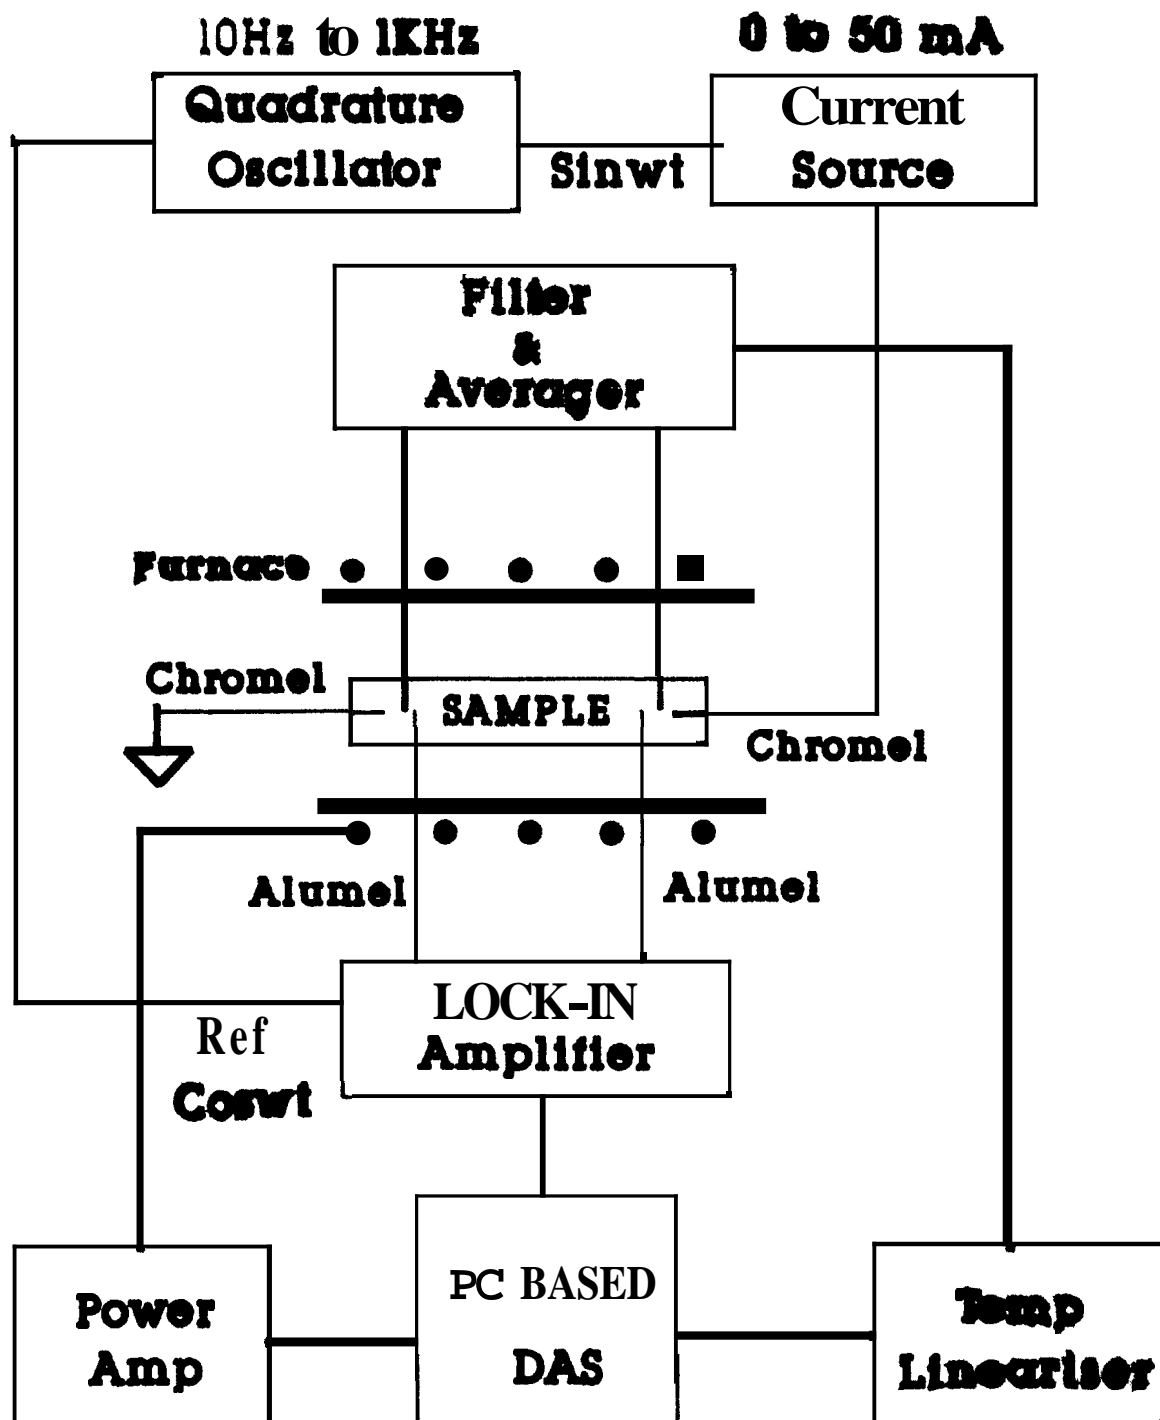 10Hz to 1KHz
0 to 50 mA
Quadrature
Oscillator
Sinwt
Current
Source
Filter
&
Averager
Furnace
Chromel
SAMPLE
Chromel
Alumel
Alumel
LOCK-IN
Amplifier
Ref
Coswt
Power
Amp
PC BASED
DAS
Temp
Lineariser